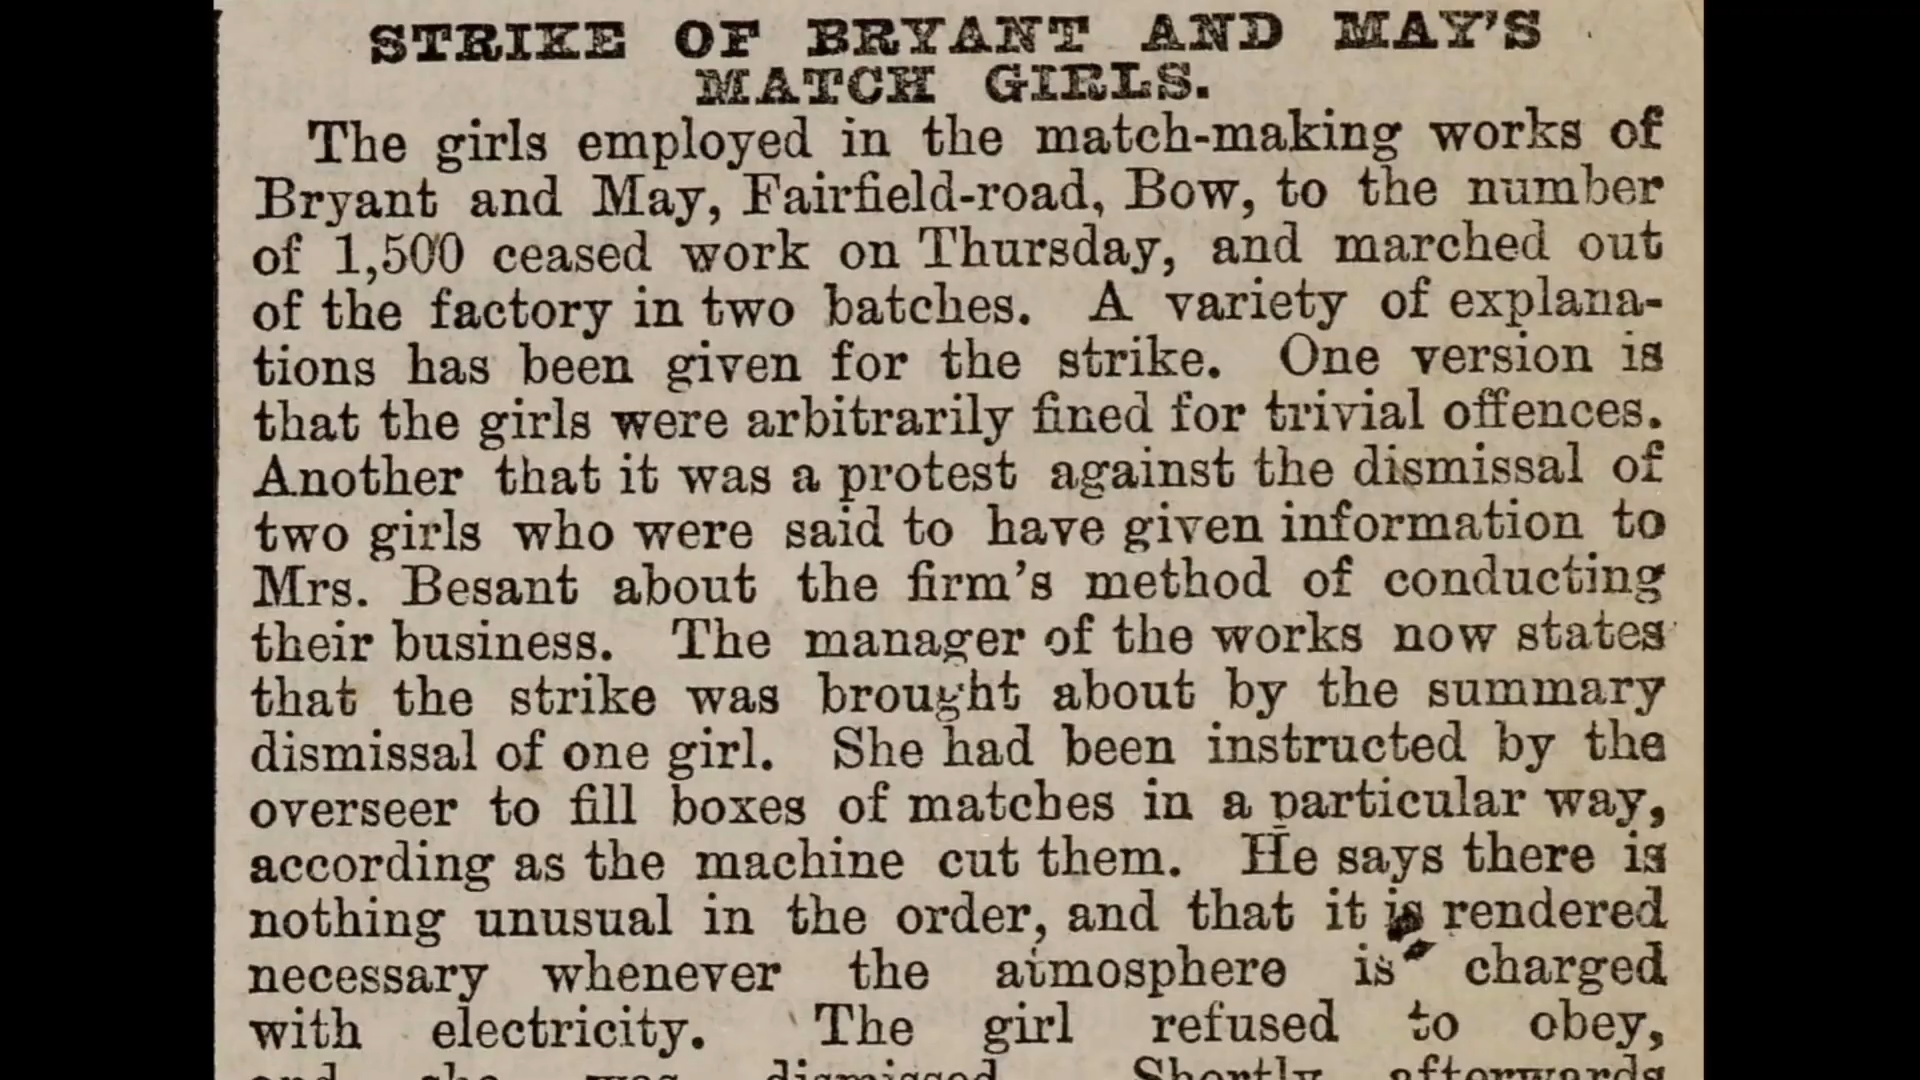 STRIKE OF BRYANT AND MAY'S
MATCH GIRLS.
The girls employed in the match-making works of
Bryant and May, Fairfield-road, Bow, to the number
of 1,500 ceased work on Thursday, and marched out
of the factory in two batches. A variety of explana-
tions has been given for the strike. One version is
that the girls were arbitrarily fined for trivial offences.
Another that it was a protest against the dismissal of
two girls who were said to have given information to
Mrs. Besant about the firm's method of conducting
their business. The manager of the works now states
that the strike was brought about by the summary
dismissal of one girl. She had been instructed by the
overseer to fill boxes of matches in a particular way,
according as the machine cut them. He says there is
nothing unusual in the order, and that it is rendered
necessary whenever the atmosphere is charged
with electricity. The girl refused to obey,
and she was dismissed. Shortly afterwards